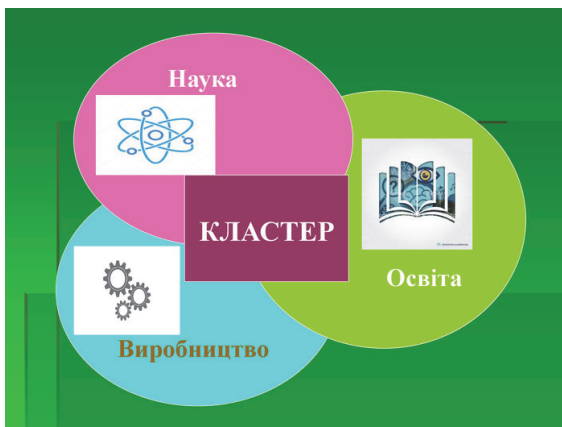 Наука
КЛАСТЕР
Освіта
Виробництво